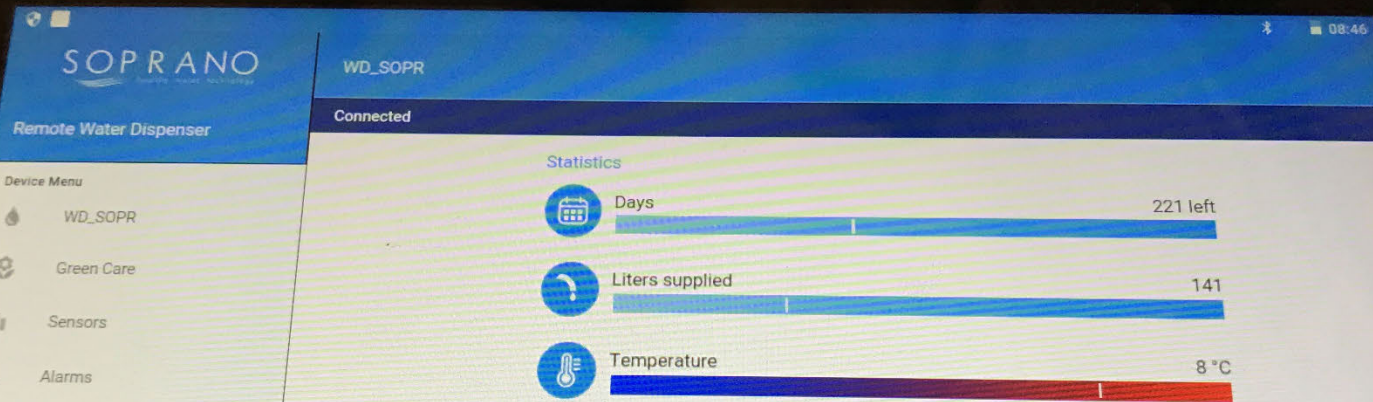 08:46
SOPRANO
WD_SOPR
Connected
Remote Water Dispenser
Device Menu
WD_SOPR
Green Care
Sensors
Alarms
Statistics
Days
221 left
Liters supplied
141
Temperature
8 °C